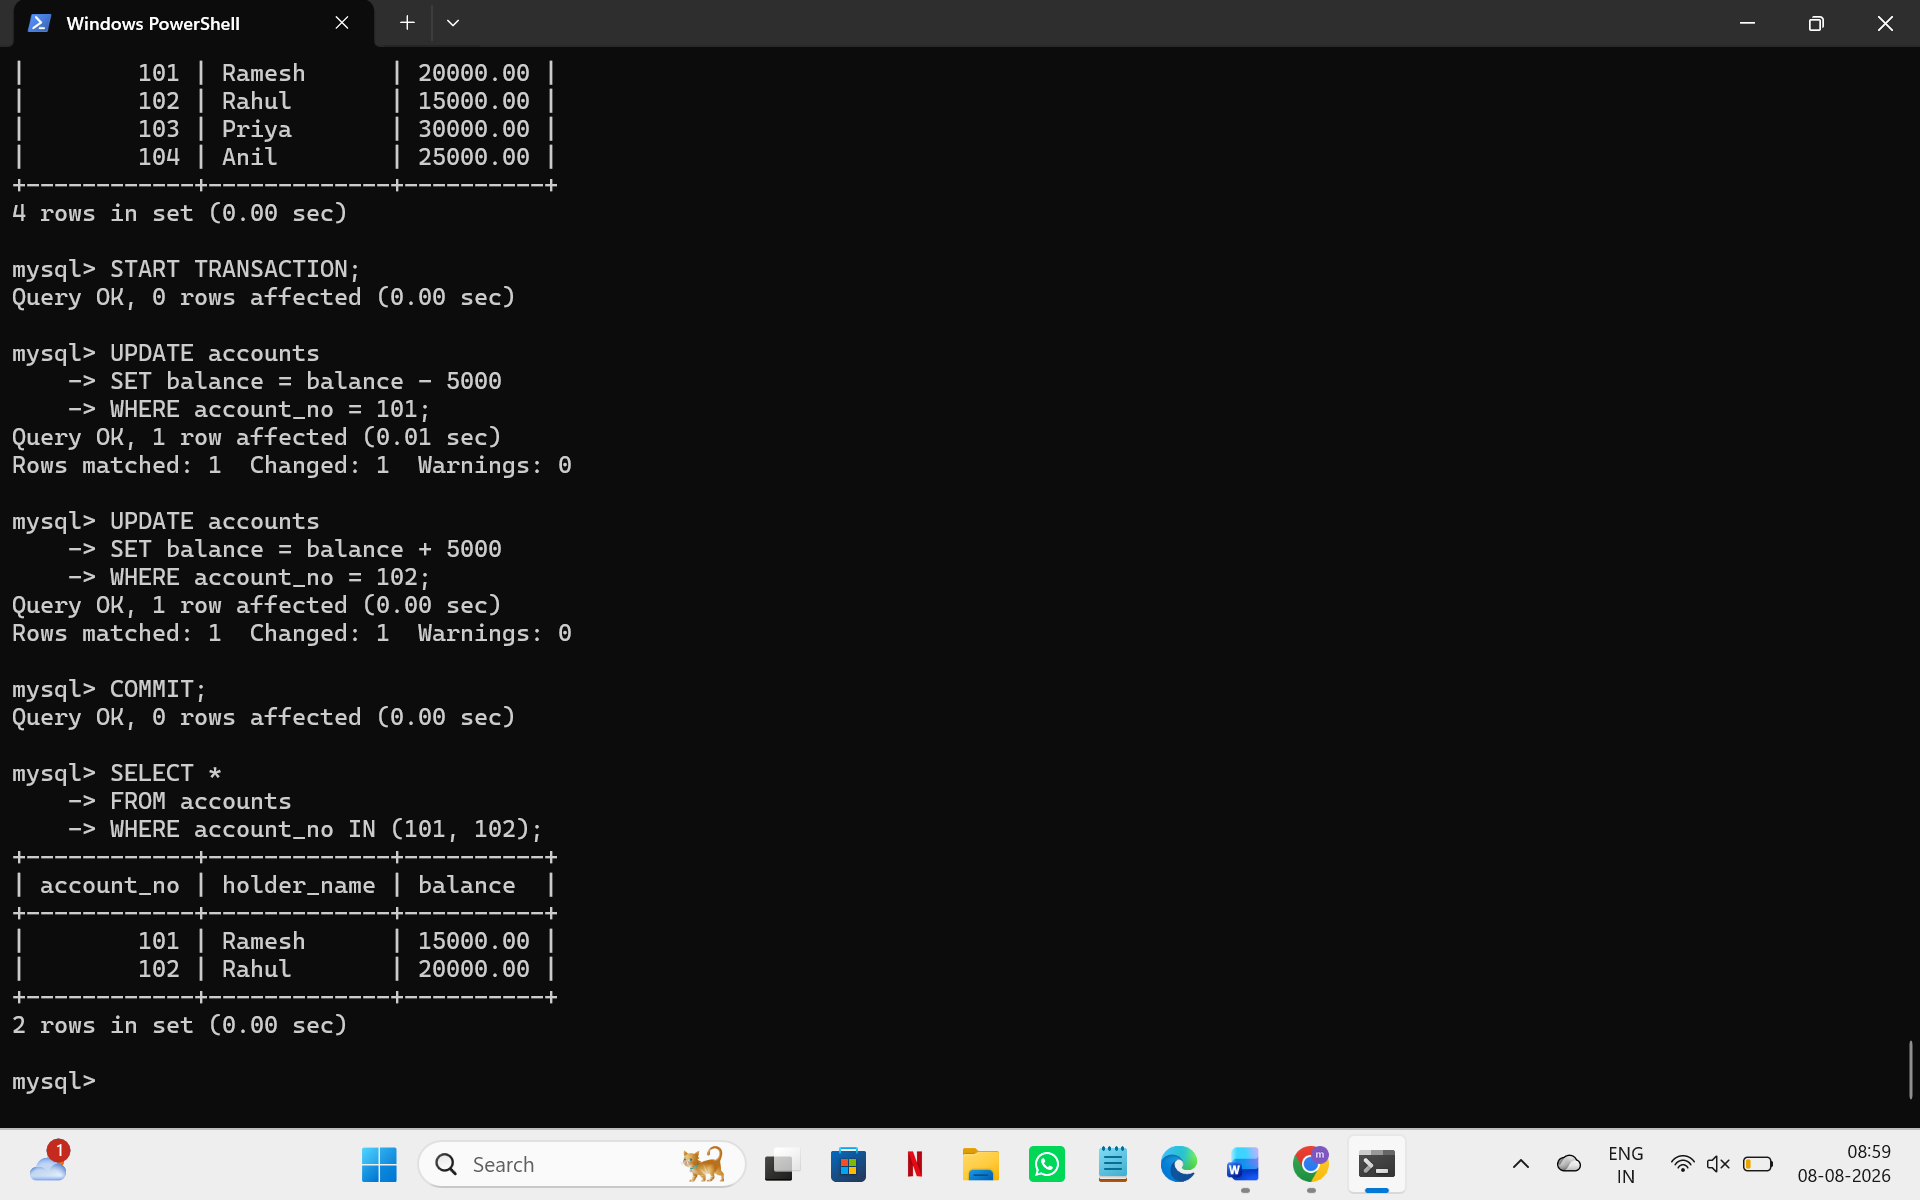 Windows PowerShell
|        101 | Ramesh      | 20000.00 |
|        102 | Rahul       | 15000.00 |
|        103 | Priya       | 30000.00 |
|        104 | Anil        | 25000.00 |
+------------+-------------+----------+
4 rows in set (0.00 sec)
mysql> START TRANSACTION;
Query OK, 0 rows affected (0.00 sec)
mysql> UPDATE accounts
    -> SET balance = balance - 5000
    -> WHERE account_no = 101;
Query OK, 1 row affected (0.01 sec)
Rows matched: 1  Changed: 1  Warnings: 0
mysql> UPDATE accounts
    -> SET balance = balance + 5000
    -> WHERE account_no = 102;
Query OK, 1 row affected (0.00 sec)
Rows matched: 1  Changed: 1  Warnings: 0
mysql> COMMIT;
Query OK, 0 rows affected (0.00 sec)
mysql> SELECT *
    -> FROM accounts
    -> WHERE account_no IN (101, 102);
+------------+-------------+----------+
| account_no | holder_name | balance  |
+------------+-------------+----------+
|        101 | Ramesh      | 15000.00 |
|        102 | Rahul       | 20000.00 |
+------------+-------------+----------+
2 rows in set (0.00 sec)
mysql>
1
Search
N
W
m
ENG
IN
08:59
08-08-2026